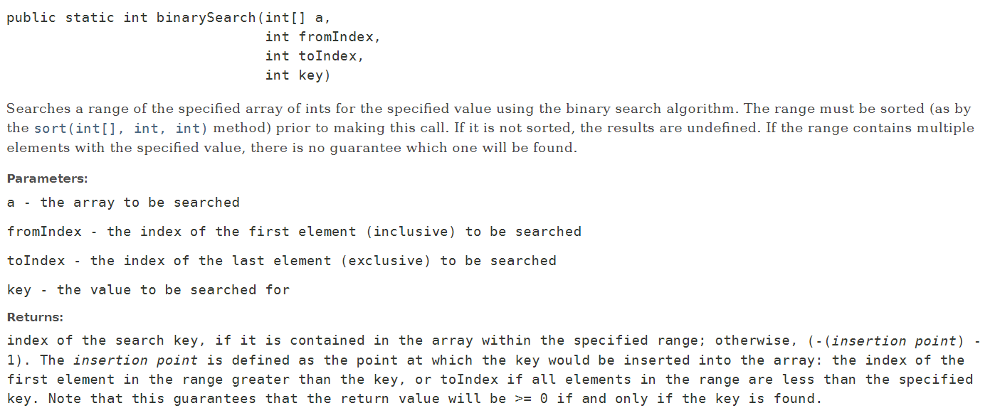 public static int binarySearch(int[] a,
int fromIndex,
int toIndex,
int key)
Searches a range of the specified array of ints for the specified value using the binary search algorithm. The range must be sorted (as by
the sort(int[], int, int) method) prior to making this call. If it is not sorted, the results are undefined. If the range contains multiple
elements with the specified value, there is no guarantee which one will be found.
Parameters:
a - the array to be searched
fromIndex - the index of the first element (inclusive) to be searched
toIndex - the index of the last element (exclusive) to be searched
key - the value to be searched for
Returns:
index of the search key, if it is contained in the array within the specified range; otherwise, (-(insertion point) -
1). The insertion point is defined as the point at which the key would be inserted into the array: the index of the
first element in the range greater than the key, or toIndex if all elements in the range are less than the specified
key. Note that this guarantees that the return value will be >= 0 if and only if the key is found.